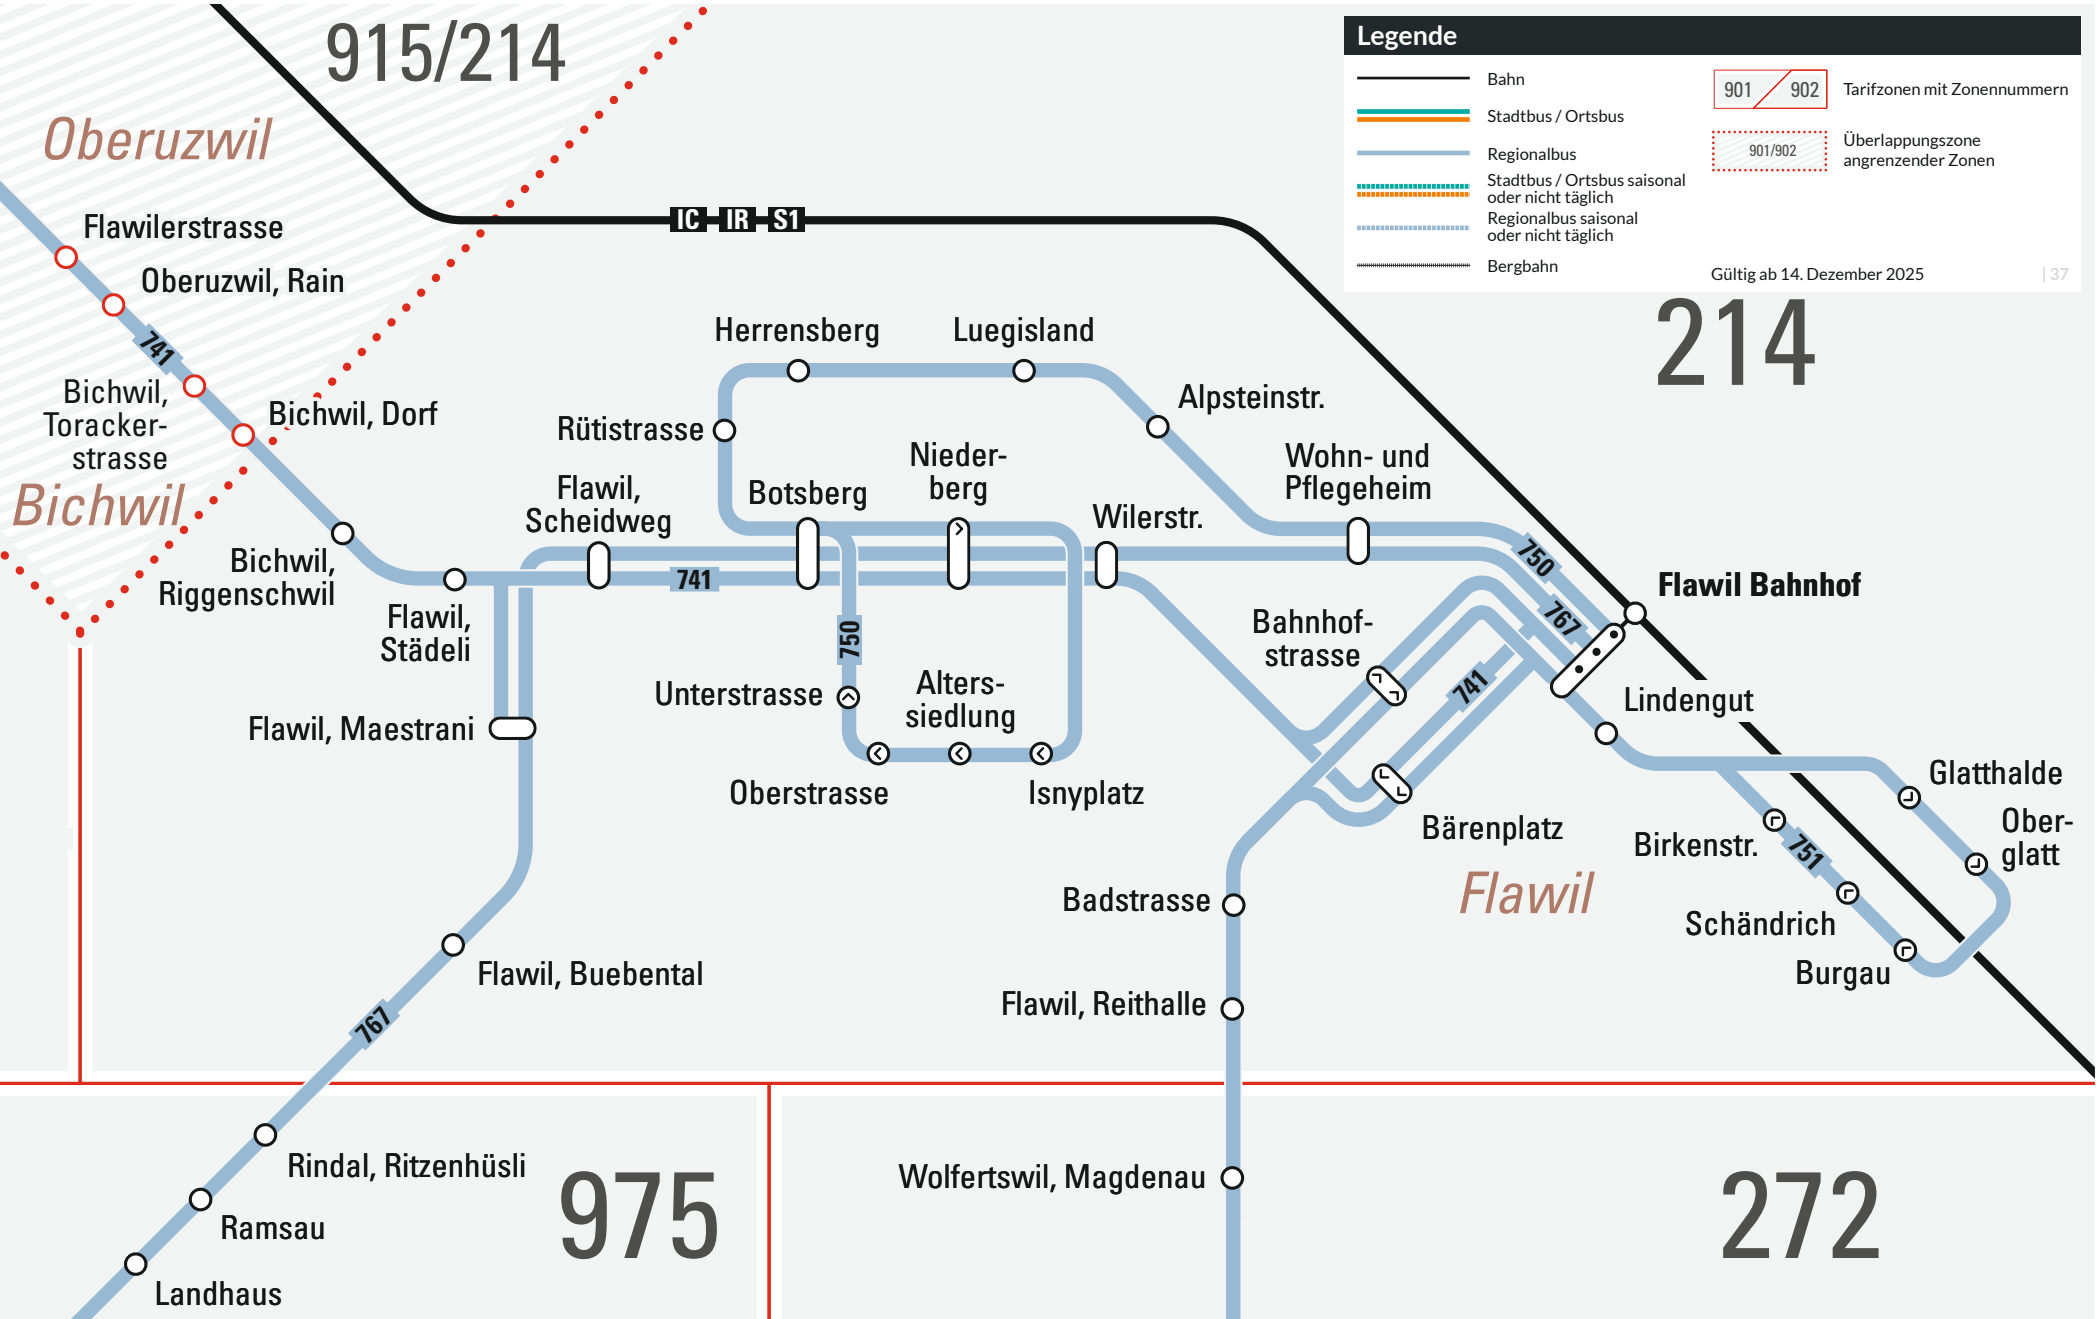 915/214
Oberuzwil
Flawilerstrasse
Oberuzwil, Rain
741
Bichwil,
Toracker-
strasse
Bichwil, Dorf
Bichwil
Bichwil,
Riggenschwil
Flawil,
Städeli
IC IR S1
Legende
Bahn
Stadtbus / Ortsbus
Regionalbus
Stadtbus / Ortsbus saisonal
oder nicht täglich
Regionalbus saisonal
oder nicht täglich
Bergbahn
901 902
Tarifzonen mit Zonennummern
901/902
Überlappungszone
angrenzender Zonen
Gültig ab 14. Dezember 2025
| 37
214
Herrensberg
Luegisland
Alpsteinstr.
Rütistrasse
Flawil,
Scheidweg
Botsberg
Nieder-
berg
Wilerstr.
Wohn- und
Pflegeheim
750
767
Flawil Bahnhof
741
750
Bahnhof-
strasse
741
Lindengut
Unterstrasse
Alters-
siedlung
Flawil, Maestrani
Oberstrasse
Isnyplatz
Bärenplatz
Glatthalde
Ober-
glatt
Birkenstr.
751
Schändrich
Burgau
Flawil
Badstrasse
Flawil, Buebental
Flawil, Reithalle
767
Rindal, Ritzenhüsli
Ramsau
Landhaus
975
Wolfertswil, Magdenau
272